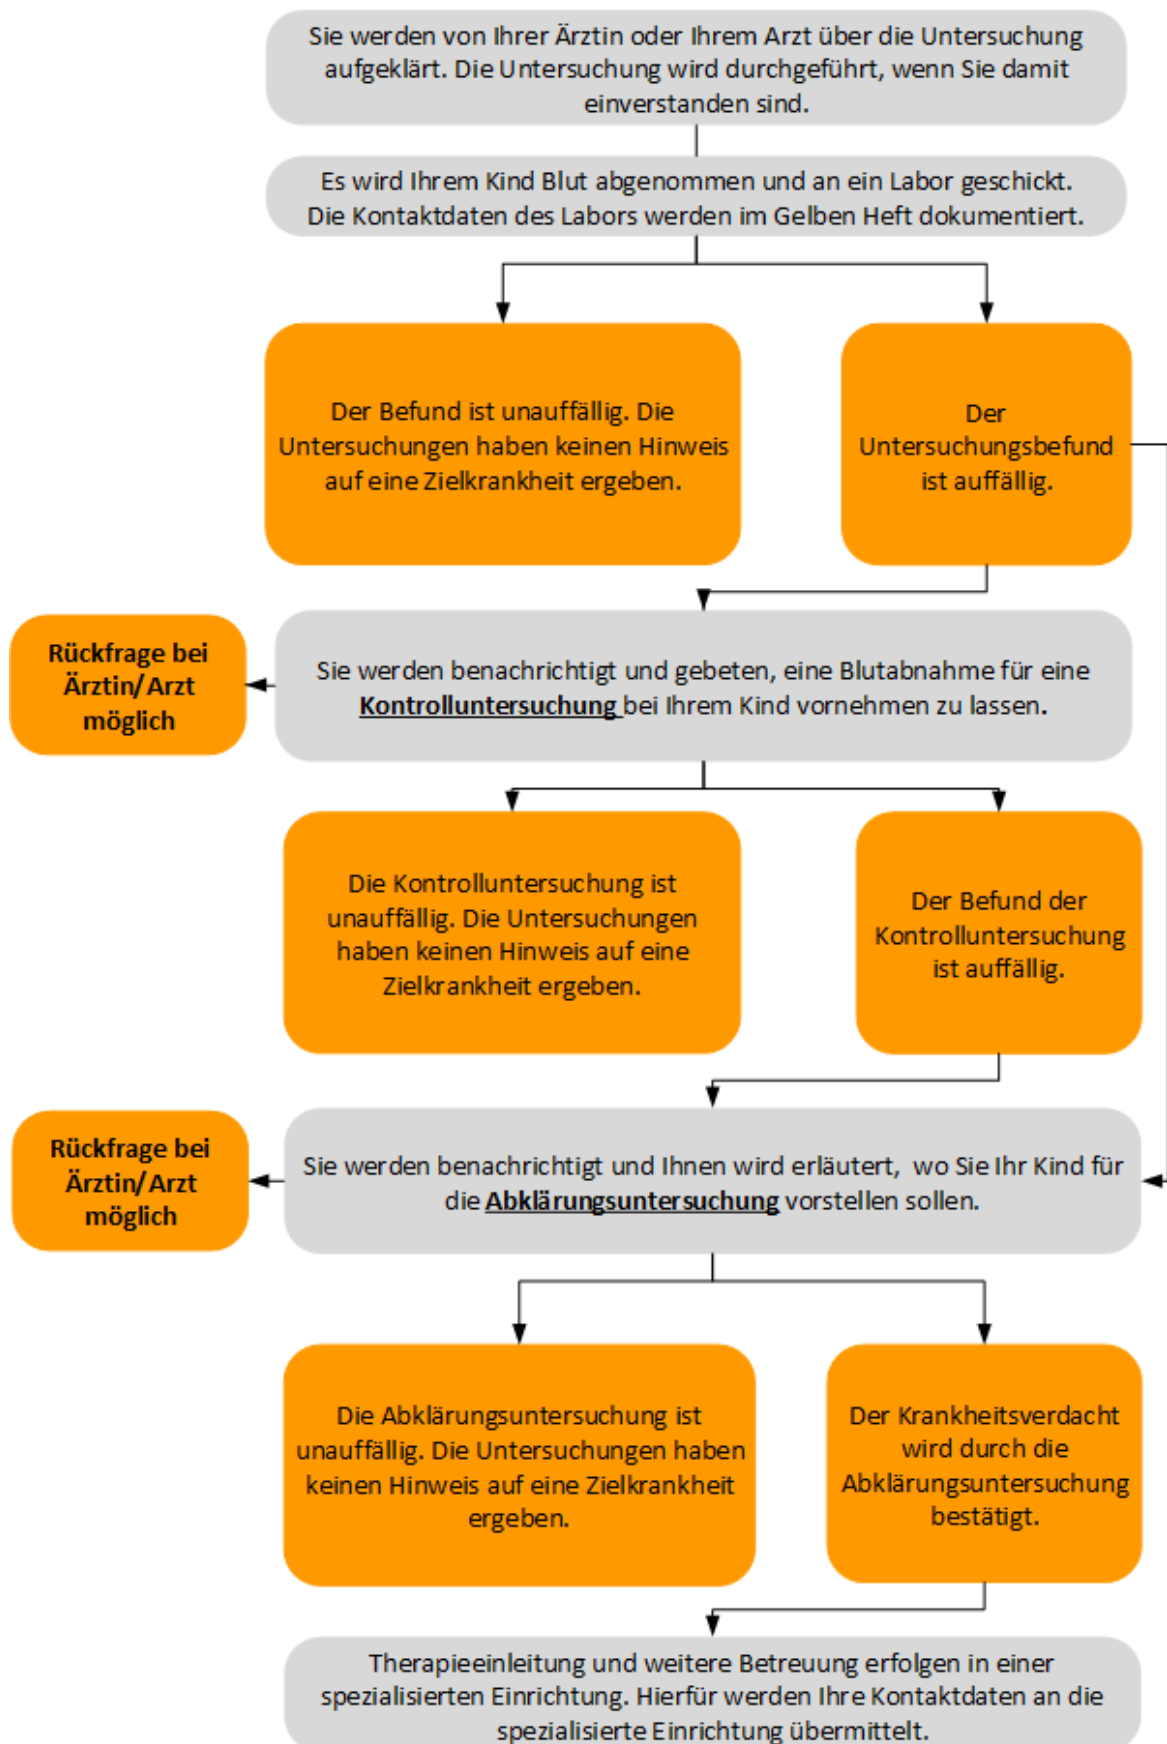 Sie werden von Ihrer Ärztin oder Ihrem Arzt über die Untersuchung
aufgeklärt. Die Untersuchung wird durchgeführt, wenn Sie damit
einverstanden sind.
Es wird Ihrem Kind Blut abgenommen und an ein Labor geschickt.
Die Kontaktdaten des Labors werden im Gelben Heft dokumentiert.
Der Befund ist unauffällig. Die
Untersuchungen haben keinen Hinweis
auf eine Zielkrankheit ergeben.
Der
Untersuchungsbefund
ist auffällig.
Rückfrage bei
Ärztin/Arzt
möglich
Sie werden benachrichtigt und gebeten, eine Blutabnahme für eine
Kontrolluntersuchung bei Ihrem Kind vornehmen zu lassen.
Die Kontrolluntersuchung ist
unauffällig. Die Untersuchungen
haben keinen Hinweis auf eine
Zielkrankheit ergeben.
Der Befund der
Kontrolluntersuchung
ist auffällig.
Rückfrage bei
Ärztin/Arzt
möglich
Sie werden benachrichtigt und Ihnen wird erläutert, wo Sie Ihr Kind für
die Abklärungsuntersuchung vorstellen sollen.
Die Abklärungsuntersuchung ist
unauffällig. Die Untersuchungen haben
keinen Hinweis auf eine Zielkrankheit
ergeben.
Der Krankheitsverdacht
wird durch die
Abklärungsuntersuchung
bestätigt.
Therapieeinleitung und weitere Betreuung erfolgen in einer
spezialisierten Einrichtung. Hierfür werden Ihre Kontaktdaten an die
spezialisierte Einrichtung übermittelt.